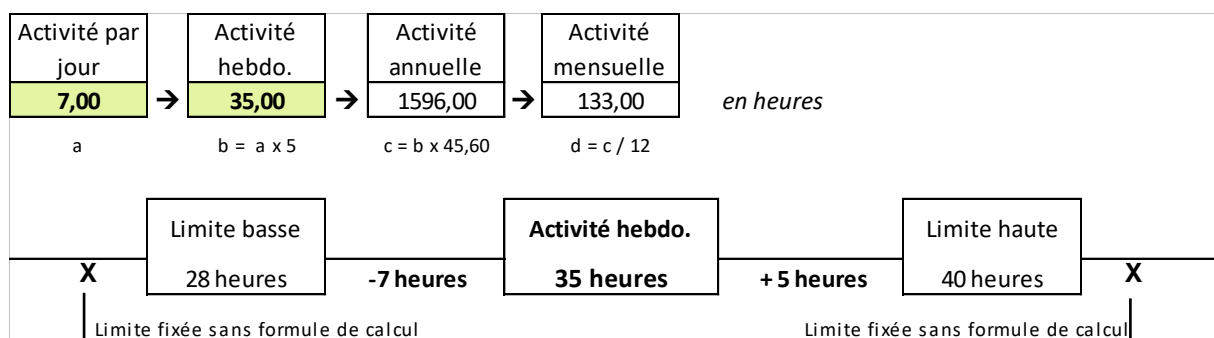 Activité par jour Activité hebdo. Activité annuelle Activité mensuelle
7,00 → 35,00 → 1596,00 → 133,00 en heures
a b = a x 5 c = b x 45,60 d = c / 12
Limite basse Activité hebdo. Limite haute
X 28 heures -7 heures 35 heures + 5 heures 40 heures X
Limite fixée sans formule de calcul Limite fixée sans formule de calcul